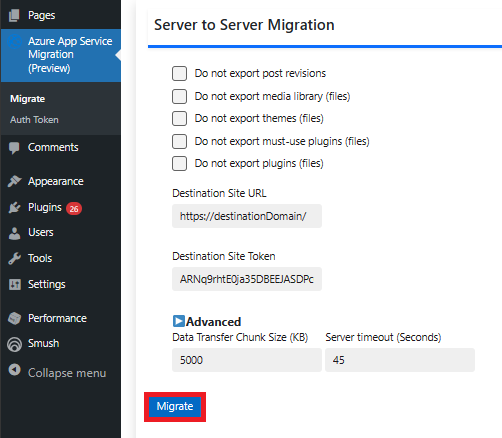 Pages
Azure App Service
Migration
(Preview)
Migrate
Auth Token
Comments
Appearance
Plugins 26
Users
Tools
Settings
Performance
Smush
Collapse menu
Server to Server Migration
Do not export post revisions
Do not export media library (files)
Do not export themes (files)
Do not export must-use plugins (files)
Do not export plugins (files)
Destination Site URL
https://destinationDomain/
Destination Site Token
ARNq9rhtE0ja35DBEEJASDPc
Advanced
Data Transfer Chunk Size (KB) Server timeout (Seconds)
5000 45
Migrate